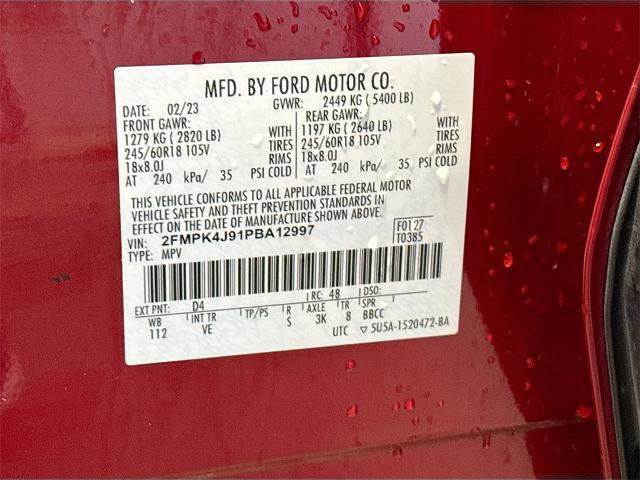 MFD. BY FORD MOTOR CO.
DATE: 02/23 GVWR: 2449 KG ( 5400 LB)
FRONT GAWR: REAR GAWR:
1279 KG ( 2820 LB) WITH 1197 KG ( 2640 LB) WITH
245/60R18 105V TIRES 245/60R18 105V TIRES
18x8.0J RIMS 18x8.0J RIMS
AT 240 kPa/ 35 PSI COLD AT 240 kPa/ 35 PSI COLD
THIS VEHICLE CONFORMS TO ALL APPLICABLE FEDERAL MOTOR
VEHICLE SAFETY AND THEFT PREVENTION STANDARDS IN
EFFECT ON THE DATE OF MANUFACTURE SHOWN ABOVE.
VIN: 2FMPK4J91PBA12997 F0127
TYPE: MPV T0385
EXT PNT: D4 RC: 48 DSO:
WB INT TR TP/PS R AXLE TR SPR
112 VE S 3K 8 BBCC
UTC ▽ 5U5A-1520472-BA